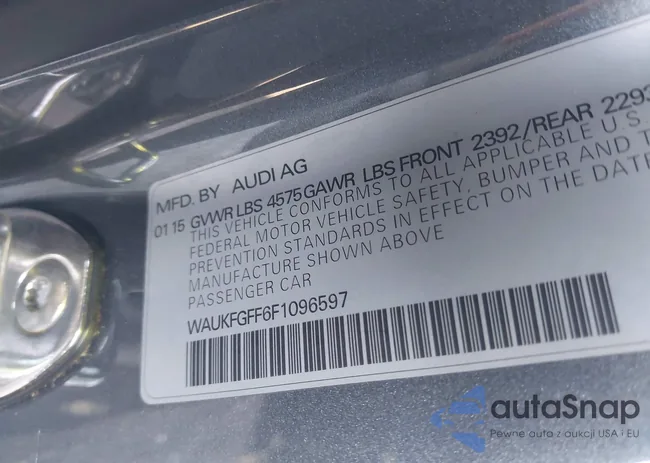 MFD. BY AUDI AG
01 15 GVWR LBS 4575 GAWR LBS FRONT 2392/REAR 2293
THIS VEHICLE CONFORMS TO ALL APPLICABLE U S
FEDERAL MOTOR VEHICLE SAFETY, BUMPER AND
PREVENTION STANDARDS IN EFFECT ON THE DATE
MANUFACTURE SHOWN ABOVE
PASSENGER CAR
WAUKFGFF6F1096597
autaSnap
Pewne auta z aukcji USA i EU